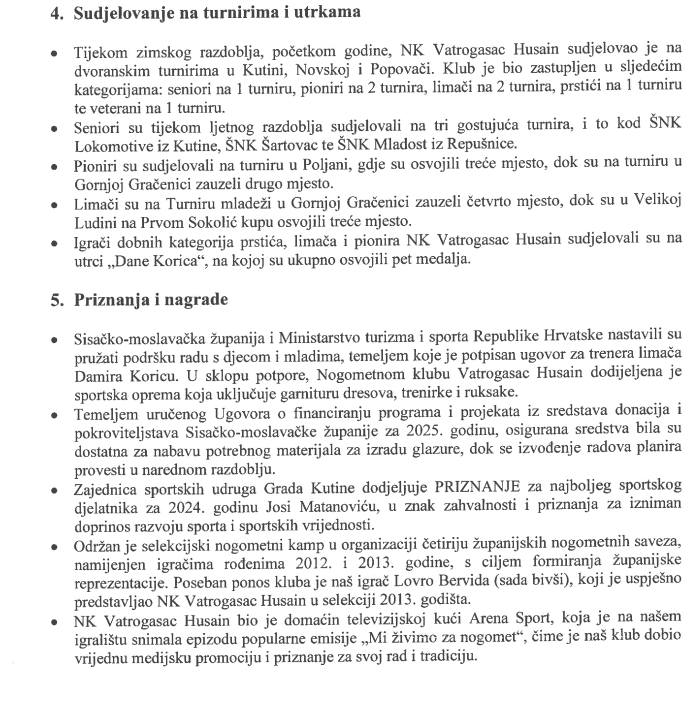 4. Sudjelovanje na turnirima i utrkama
• Tijekom zimskog razdoblja, početkom godine, NK Vatrogasac Husain sudjelovao je na
dvoranskim turnirima u Kutini, Novskoj i Popovači. Klub je bio zastupljen u sljedećim
kategorijama: seniori na 1 turniru, pioniri na 2 turnira, limači na 2 turnira, prstići na 1 turniru
te veterani na 1 turniru.
• Seniori su tijekom ljetnog razdoblja sudjelovali na tri gostujuća turnira, i to kod ŠNK
Lokomotive iz Kutine, ŠNK Šartovac te ŠNK Mladost iz Repušnice.
• Pioniri su sudjelovali na turniru u Poljani, gdje su osvojili treće mjesto, dok su na turniru u
Gornjoj Gračenici zauzeli drugo mjesto.
• Limači su na Turniru mladeži u Gornjoj Gračenici zauzeli četvrto mjesto, dok su u Velikoj
Ludini na Prvom Sokolić kupu osvojili treće mjesto.
• Igrači dobnih kategorija prstića, limača i pionira NK Vatrogasac Husain sudjelovali su na
utrci „Dane Korica“, na kojoj su ukupno osvojili pet medalja.
5. Priznanja i nagrade
• Sisačko-moslavačka županija i Ministarstvo turizma i sporta Republike Hrvatske nastavili su
pružati podršku radu s djecom i mladima, temeljem koje je potpisan ugovor za trenera limača
Damira Koricu. U sklopu potpore, Nogometnom klubu Vatrogasac Husain dodijeljena je
sportska oprema koja uključuje garnituru dresova, trenirke i ruksake.
• Temeljem uručenog Ugovora o financiranju programa i projekata iz sredstava donacija i
pokroviteljstava Sisačko-moslavačke županije za 2025. godinu, osigurana sredstva bila su
dostatna za nabavu potrebnog materijala za izradu glazure, dok se izvođenje radova planira
provesti u narednom razdoblju.
• Zajednica sportskih udruga Grada Kutine dodjeljuje PRIZNANJE za najboljeg sportskog
djelatnika za 2024. godinu Josi Matanoviću, u znak zahvalnosti i priznanja za izniman
doprinos razvoju sporta i sportskih vrijednosti.
• Održan je selekcijski nogometni kamp u organizaciji četiriju županijskih nogometnih saveza,
namijenjen igračima rođenima 2012. i 2013. godine, s ciljem formiranja županijske
reprezentacije. Poseban ponos kluba je naš igrač Lovro Bervida (sada bivši), koji je uspješno
predstavljao NK Vatrogasac Husain u selekciji 2013. godišta.
• NK Vatrogasac Husain bio je domaćin televizijskoj kući Arena Sport, koja je na našem
igralištu snimala epizodu popularne emisije „Mi živimo za nogomet“, čime je naš klub dobio
vrijednu medijsku promociju i priznanje za svoj rad i tradiciju.